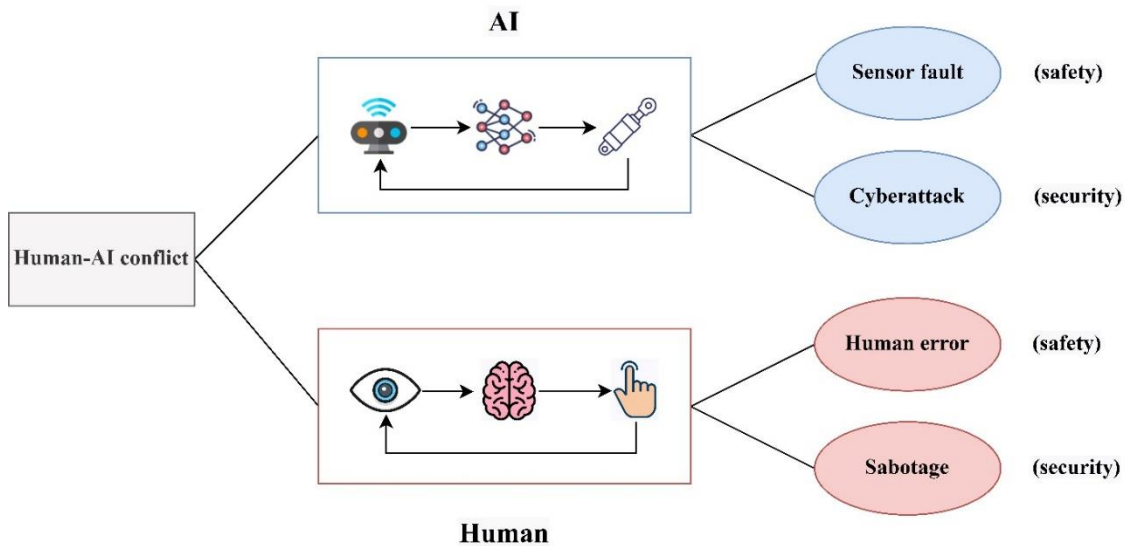 AI
Sensor fault
(safety)
Cyberattack
(security)
Human-AI conflict
Human error
(safety)
Sabotage
(security)
Human